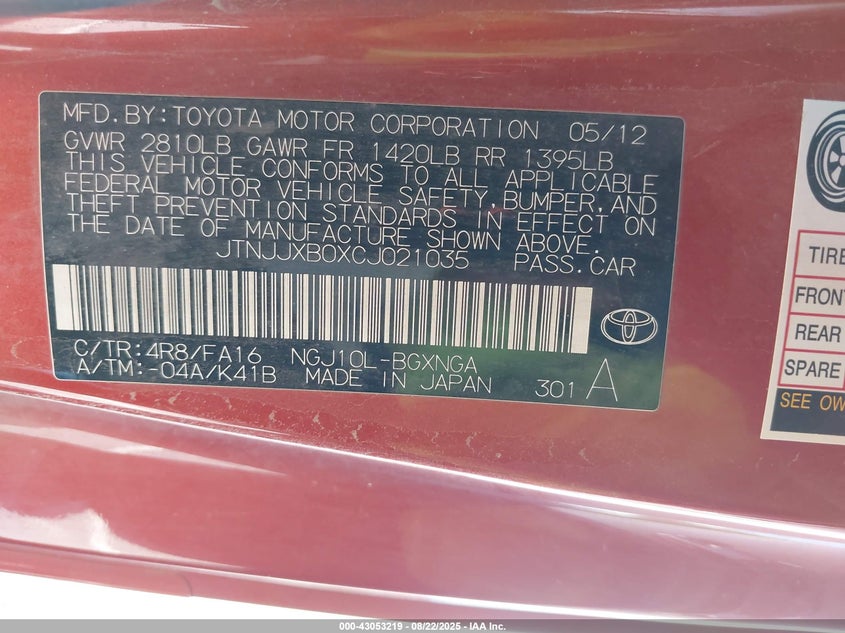 MFD.BY:TOYOTA MOTOR CORPORATION 05/12
GVWR 2810LB GAWR FR 1420LB RR 1395LB
THIS VEHICLE CONFORMS TO ALL APPLICABLE
FEDERAL MOTOR VEHICLE SAFETY,BUMPER,AND
THEFT PREVENTION STANDARDS IN EFFECT ON
THE DATE OF MANUFACTURE SHOWN ABOVE.
JTNJJXB0XCJ021035 PASS.CAR
C/TR:4R8/FA16 NGJ10L-BGXNGA
A/TM:-04A/K41B MADE IN JAPAN 301 A
TIRE
FRONT
REAR
SPARE
SEE OW
000-43053219 - 08/22/2025 - IAA Inc.